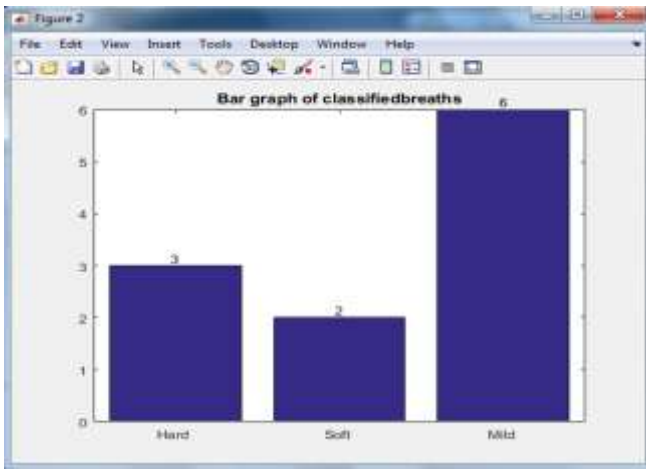 Figure 2
File Edit View Insert Tools Desktop Window Help
Bar graph of classifiedbreaths
6
6
5
4
3
3
2
2
1
0
Hard Soft Mild